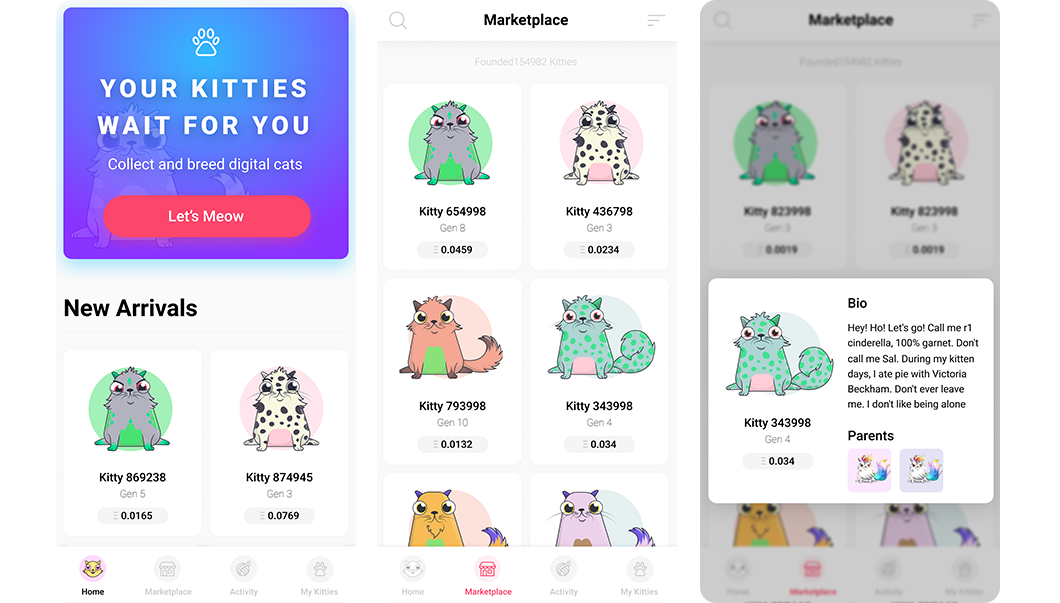 YOUR KITTIES
WAIT FOR YOU
Collect and breed digital cats
Let's Meow
New Arrivals
Kitty 869238
Gen 5
Ξ 0.0165
Kitty 874945
Gen 3
Ξ 0.0769
Home
Marketplace
Activity
My Kitties
Marketplace
Founded154982 Kitties
Kitty 654998
Gen 8
Ξ 0.0459
Kitty 436798
Gen 3
Ξ 0.0234
Kitty 793998
Gen 10
Ξ 0.0132
Kitty 343998
Gen 4
Ξ 0.034
Home
Marketplace
Activity
My Kitties
Marketplace
Founded154982 Kitties
Kitty 823998
Gen 3
Ξ 0.0019
Kitty 823998
Gen 3
Ξ 0.0019
Kitty 343998
Gen 4
Ξ 0.034
Bio
Hey! Ho! Let's go! Call me r1
cinderella, 100% garnet. Don't
call me Sal. During my kitten
days, I ate pie with Victoria
Beckham. Don't ever leave
me. I don't like being alone
Parents
Home
Marketplace
Activity
My Kitties